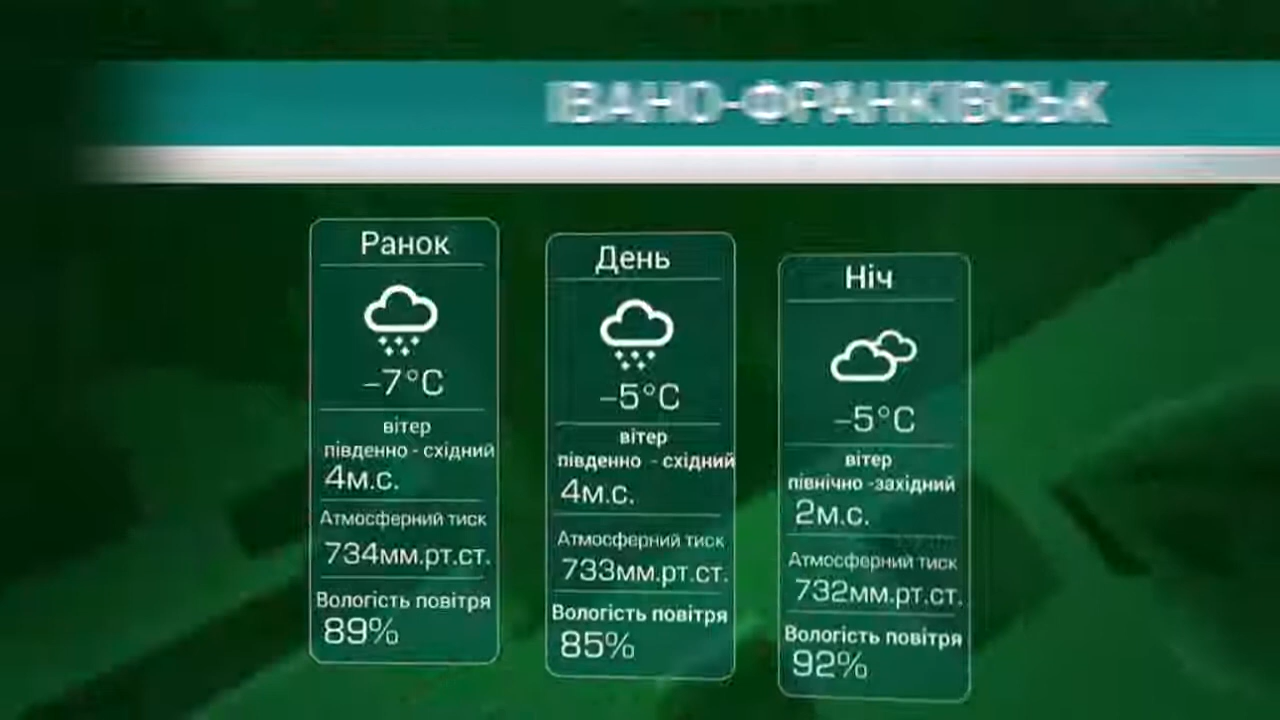 ІВАНО-ФРАНКІВСЬК
Ранок
–7°C
вітер
південно - східний
4м.с.
Атмосферний тиск
734мм.рт.ст.
Вологість повітря
89%
День
–5°C
вітер
південно - східний
4м.с.
Атмосферний тиск
733мм.рт.ст.
Вологість повітря
85%
Ніч
–5°C
вітер
північно -західний
2м.с.
Атмосферний тиск
732мм.рт.ст.
Вологість повітря
92%